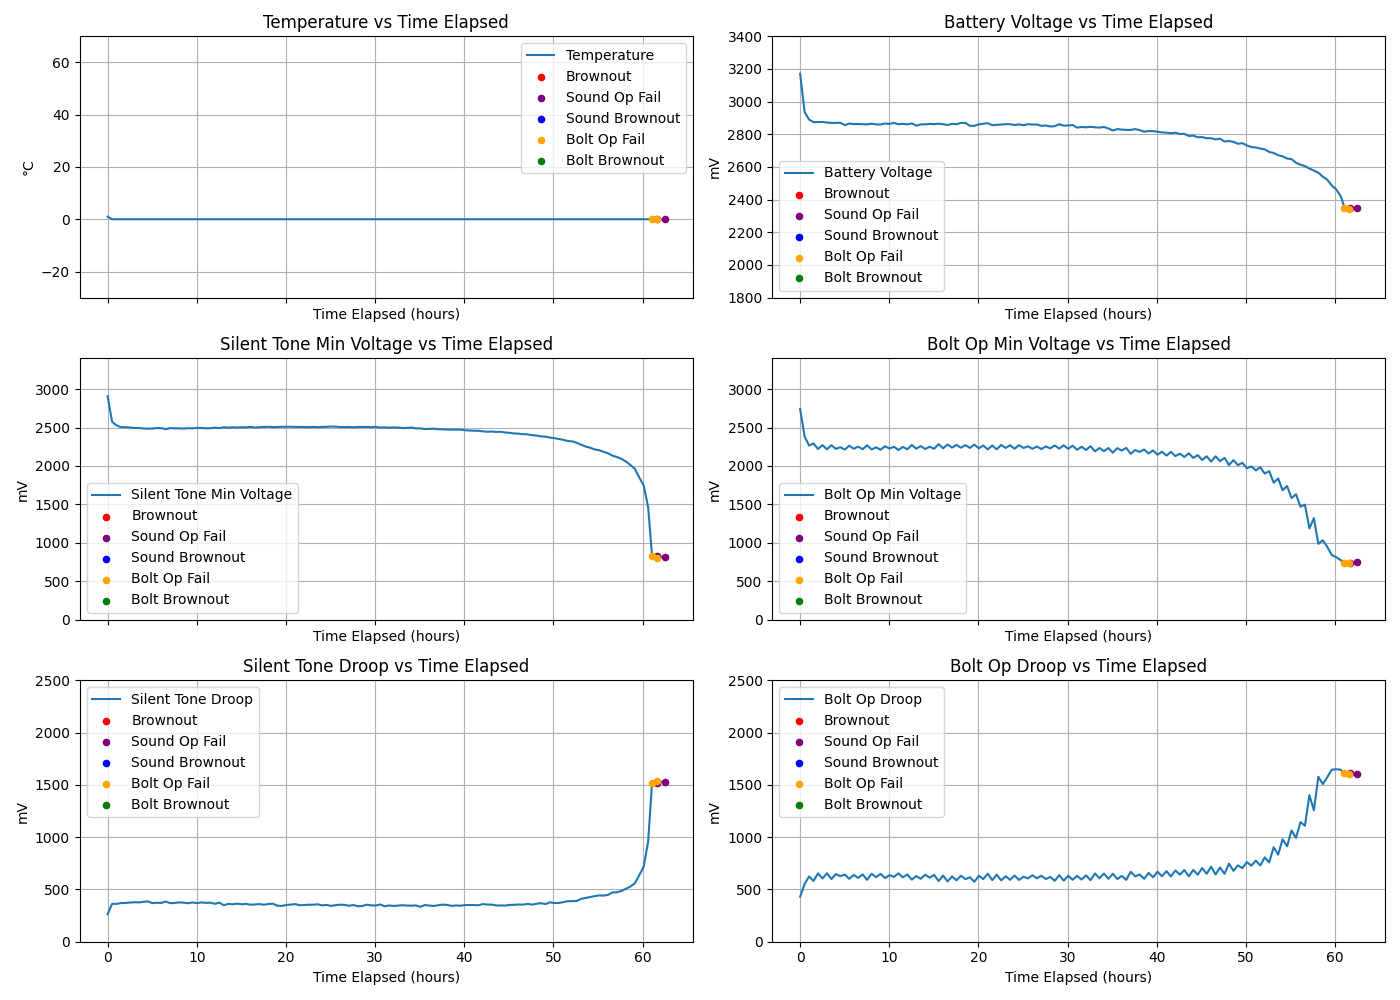 Temperature vs Time Elapsed
°C
60
40
20
0
−20
Temperature
Brownout
Sound Op Fail
Sound Brownout
Bolt Op Fail
Bolt Brownout
Time Elapsed (hours)
Battery Voltage vs Time Elapsed
mV
3400
3200
3000
2800
2600
2400
2200
2000
1800
Battery Voltage
Brownout
Sound Op Fail
Sound Brownout
Bolt Op Fail
Bolt Brownout
Time Elapsed (hours)
Silent Tone Min Voltage vs Time Elapsed
mV
3000
2500
2000
1500
1000
500
0
Silent Tone Min Voltage
Brownout
Sound Op Fail
Sound Brownout
Bolt Op Fail
Bolt Brownout
Time Elapsed (hours)
Bolt Op Min Voltage vs Time Elapsed
mV
3000
2500
2000
1500
1000
500
0
Bolt Op Min Voltage
Brownout
Sound Op Fail
Sound Brownout
Bolt Op Fail
Bolt Brownout
Time Elapsed (hours)
Silent Tone Droop vs Time Elapsed
mV
2500
2000
1500
1000
500
0
Silent Tone Droop
Brownout
Sound Op Fail
Sound Brownout
Bolt Op Fail
Bolt Brownout
0 10 20 30 40 50 60
Time Elapsed (hours)
Bolt Op Droop vs Time Elapsed
mV
2500
2000
1500
1000
500
0
Bolt Op Droop
Brownout
Sound Op Fail
Sound Brownout
Bolt Op Fail
Bolt Brownout
0 10 20 30 40 50 60
Time Elapsed (hours)